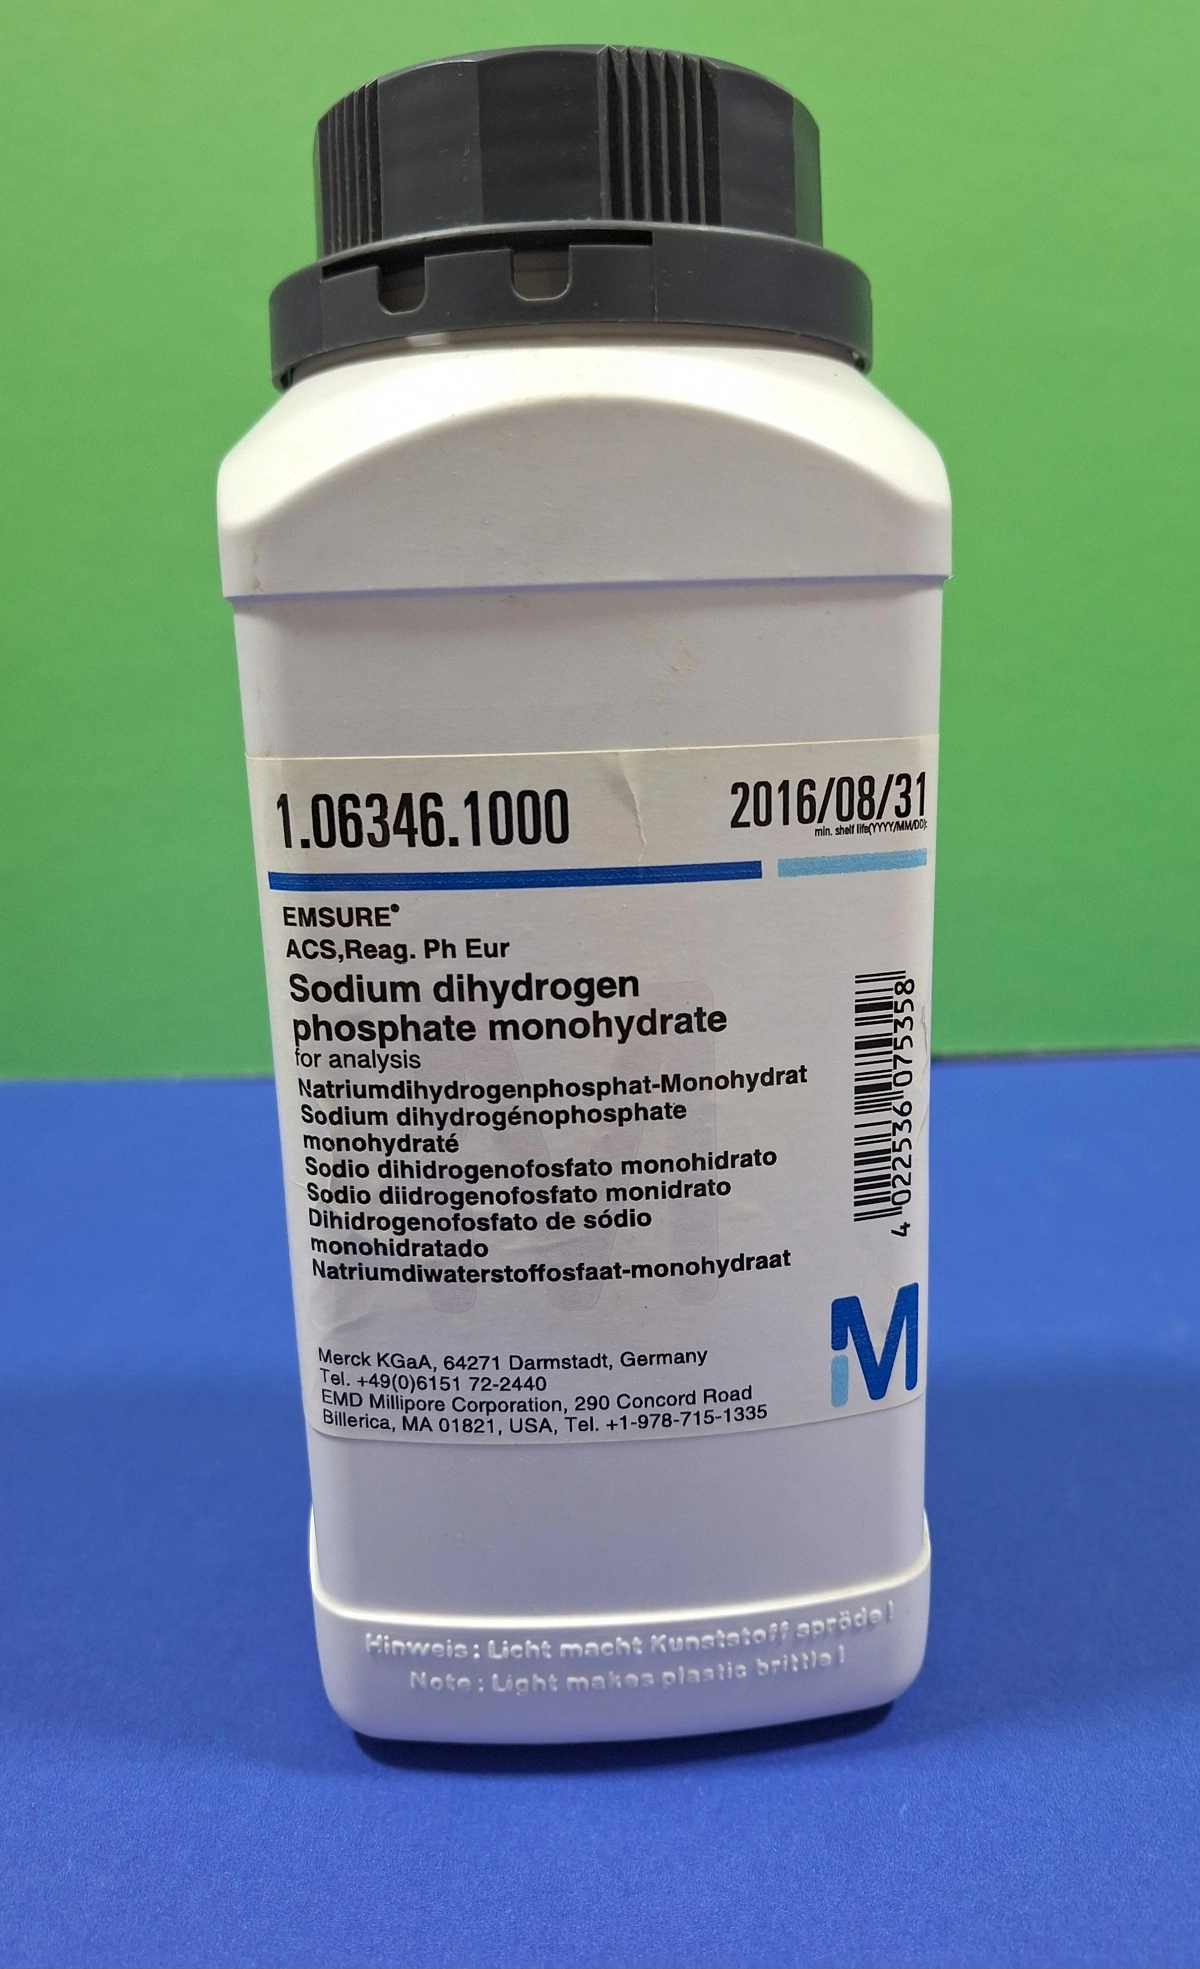 1.06346.1000
2016/08/31
min. shelf life(YYYY/MM/DD):
EMSURE®
ACS,Reag. Ph Eur
Sodium dihydrogen
phosphate monohydrate
for analysis
Natriumdihydrogenphosphat-Monohydrat
Sodium dihydrogénophosphate
monohydraté
Sodio dihidrogenofosfato monohidrato
Sodio diidrogenofosfato monidrato
Dihidrogenofosfato de sódio
monohidratado
Natriumdiwaterstoffosfaat-monohydraat
4 022536 075358
M
Merck KGaA, 64271 Darmstadt, Germany
Tel. +49(0)6151 72-2440
EMD Millipore Corporation, 290 Concord Road
Billerica, MA 01821, USA, Tel. +1-978-715-1335
Hinweis : Licht macht Kunststoff spröde !
Note : Light makes plastic brittle !